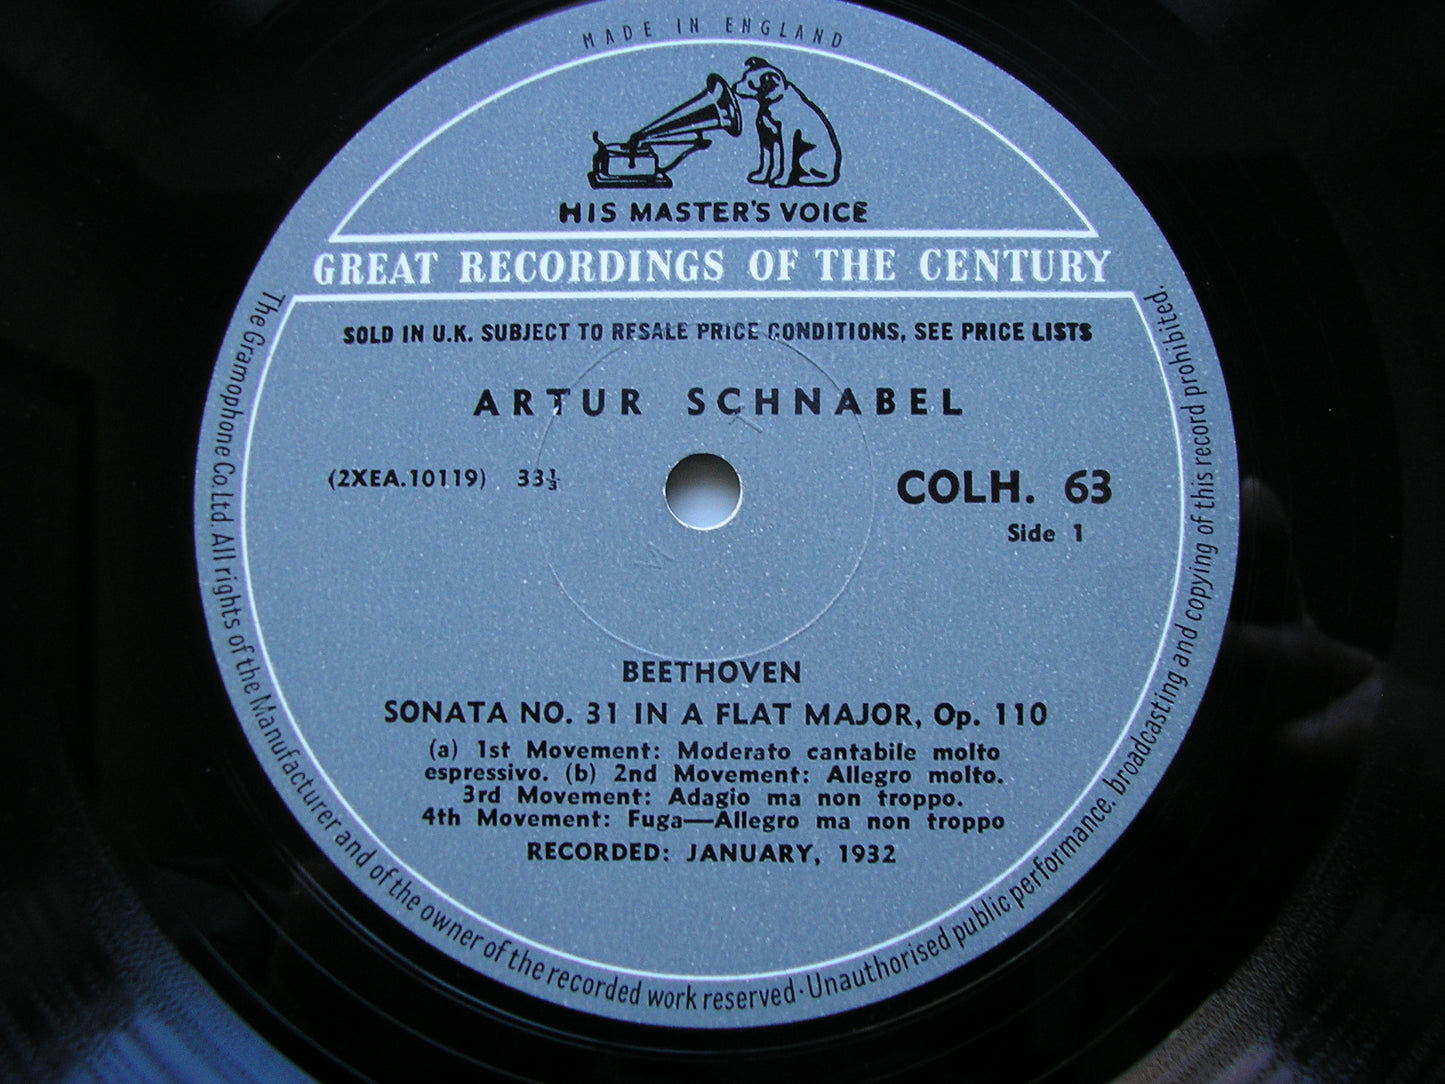 MADE IN ENGLAND
HIS MASTER'S VOICE
GREAT RECORDINGS OF THE CENTURY
SOLD IN U.K. SUBJECT TO RESALE PRICE CONDITIONS, SEE PRICE LISTS
ARTUR SCHNABEL
(2XEA.10119) 33⅓
COLH. 63
Side 1
BEETHOVEN
SONATA NO. 31 IN A FLAT MAJOR, Op. 110
(a) 1st Movement: Moderato cantabile molto
espressivo. (b) 2nd Movement: Allegro molto.
3rd Movement: Adagio ma non troppo.
4th Movement: Fuga—Allegro ma non troppo
RECORDED: JANUARY, 1932
The Gramophone Co. Ltd. All rights of the Manufacturer and of the owner of the recorded work reserved · Unauthorised public performance, broadcasting and copying of this record prohibited.